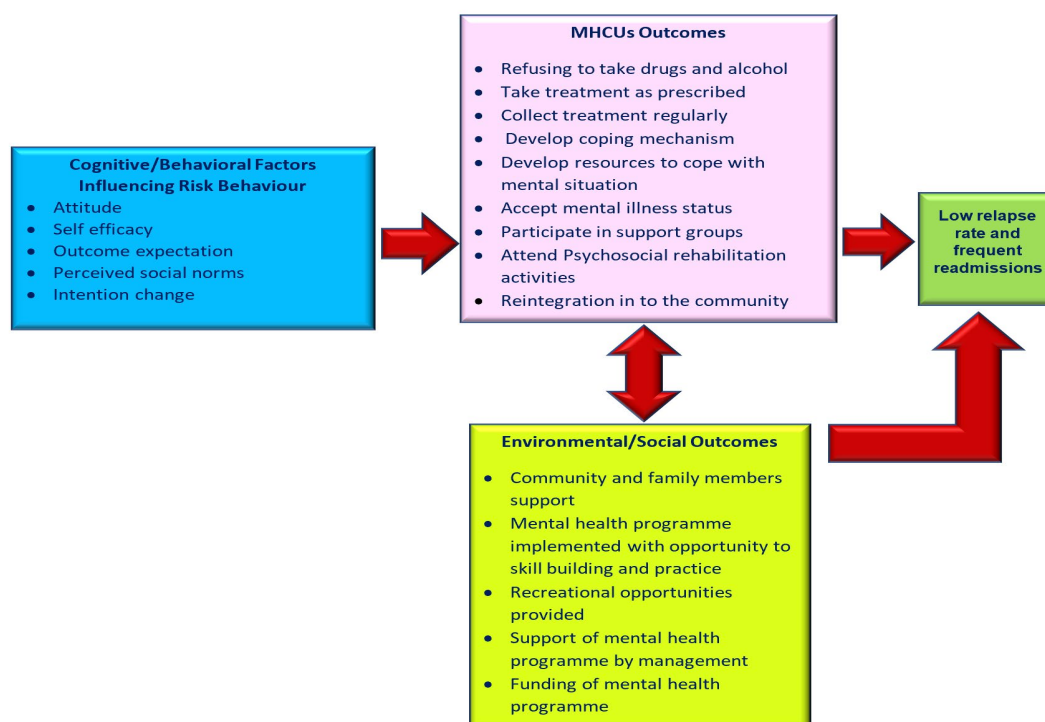 Cognitive/Behavioral Factors
Influencing Risk Behaviour
• Attitude
• Self efficacy
• Outcome expectation
• Perceived social norms
• Intention change
MHCUs Outcomes
• Refusing to take drugs and alcohol
• Take treatment as prescribed
• Collect treatment regularly
• Develop coping mechanism
• Develop resources to cope with
mental situation
• Accept mental illness status
• Participate in support groups
• Attend Psychosocial rehabilitation
activities
• Reintegration in to the community
Low relapse
rate and
frequent
readmissions
Environmental/Social Outcomes
• Community and family members
support
• Mental health programme
implemented with opportunity to
skill building and practice
• Recreational opportunities
provided
• Support of mental health
programme by management
• Funding of mental health
programme